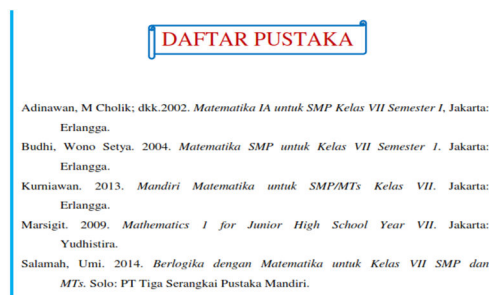 DAFTAR PUSTAKA
Adinawan, M Cholik; dkk.2002. Matematika IA untuk SMP Kelas VII Semester I, Jakarta:
Erlangga.
Budhi, Wono Setya. 2004. Matematika SMP untuk Kelas VII Semester 1. Jakarta:
Erlangga.
Kurniawan. 2013. Mandiri Matematika untuk SMP/MTs Kelas VII. Jakarta:
Erlangga.
Marsigit. 2009. Mathematics 1 for Junior High School Year VII. Jakarta:
Yudhistira.
Salamah, Umi. 2014. Berlogika dengan Matematika untuk Kelas VII SMP dan
MTs. Solo: PT Tiga Serangkai Pustaka Mandiri.